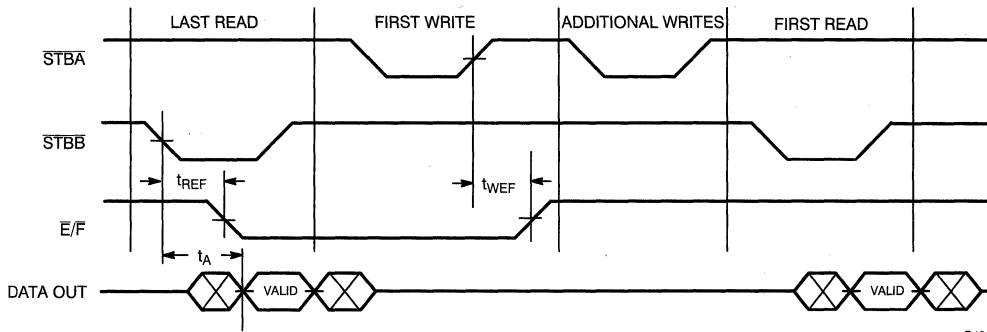 LAST READ
FIRST WRITE
ADDITIONAL WRITES
FIRST READ
STBA
STBB
tREF
tWEF
E/F
tA
DATA OUT
VALID
VALID